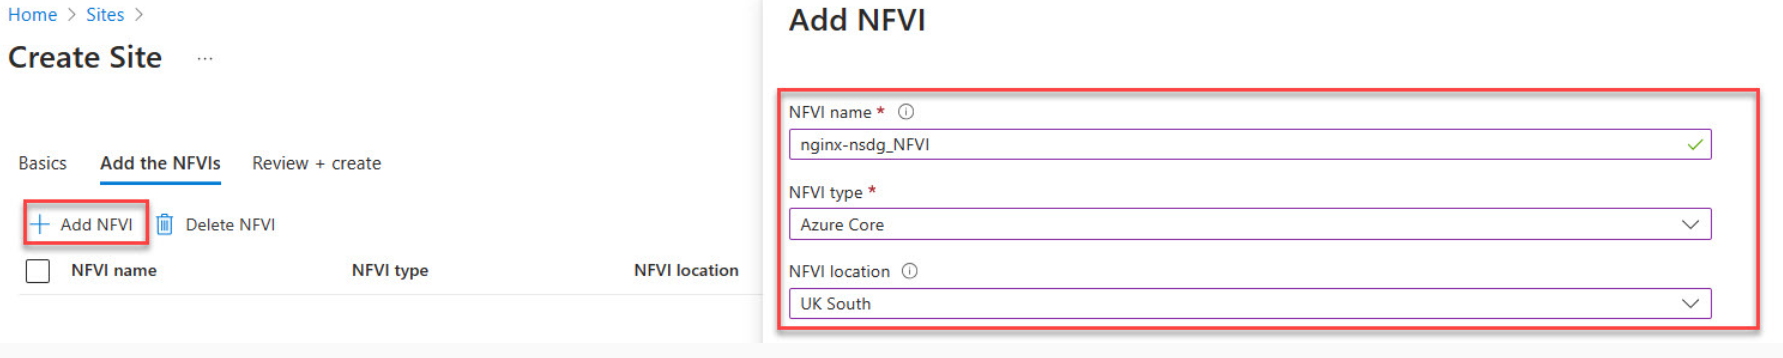 Home > Sites >
Create Site ...
Basics Add the NFVIs Review + create
+ Add NFVI Delete NFVI
NFVI name NFVI type NFVI location
Add NFVI
NFVI name *
nginx-nsdg_NFVI
NFVI type *
Azure Core
NFVI location
UK South